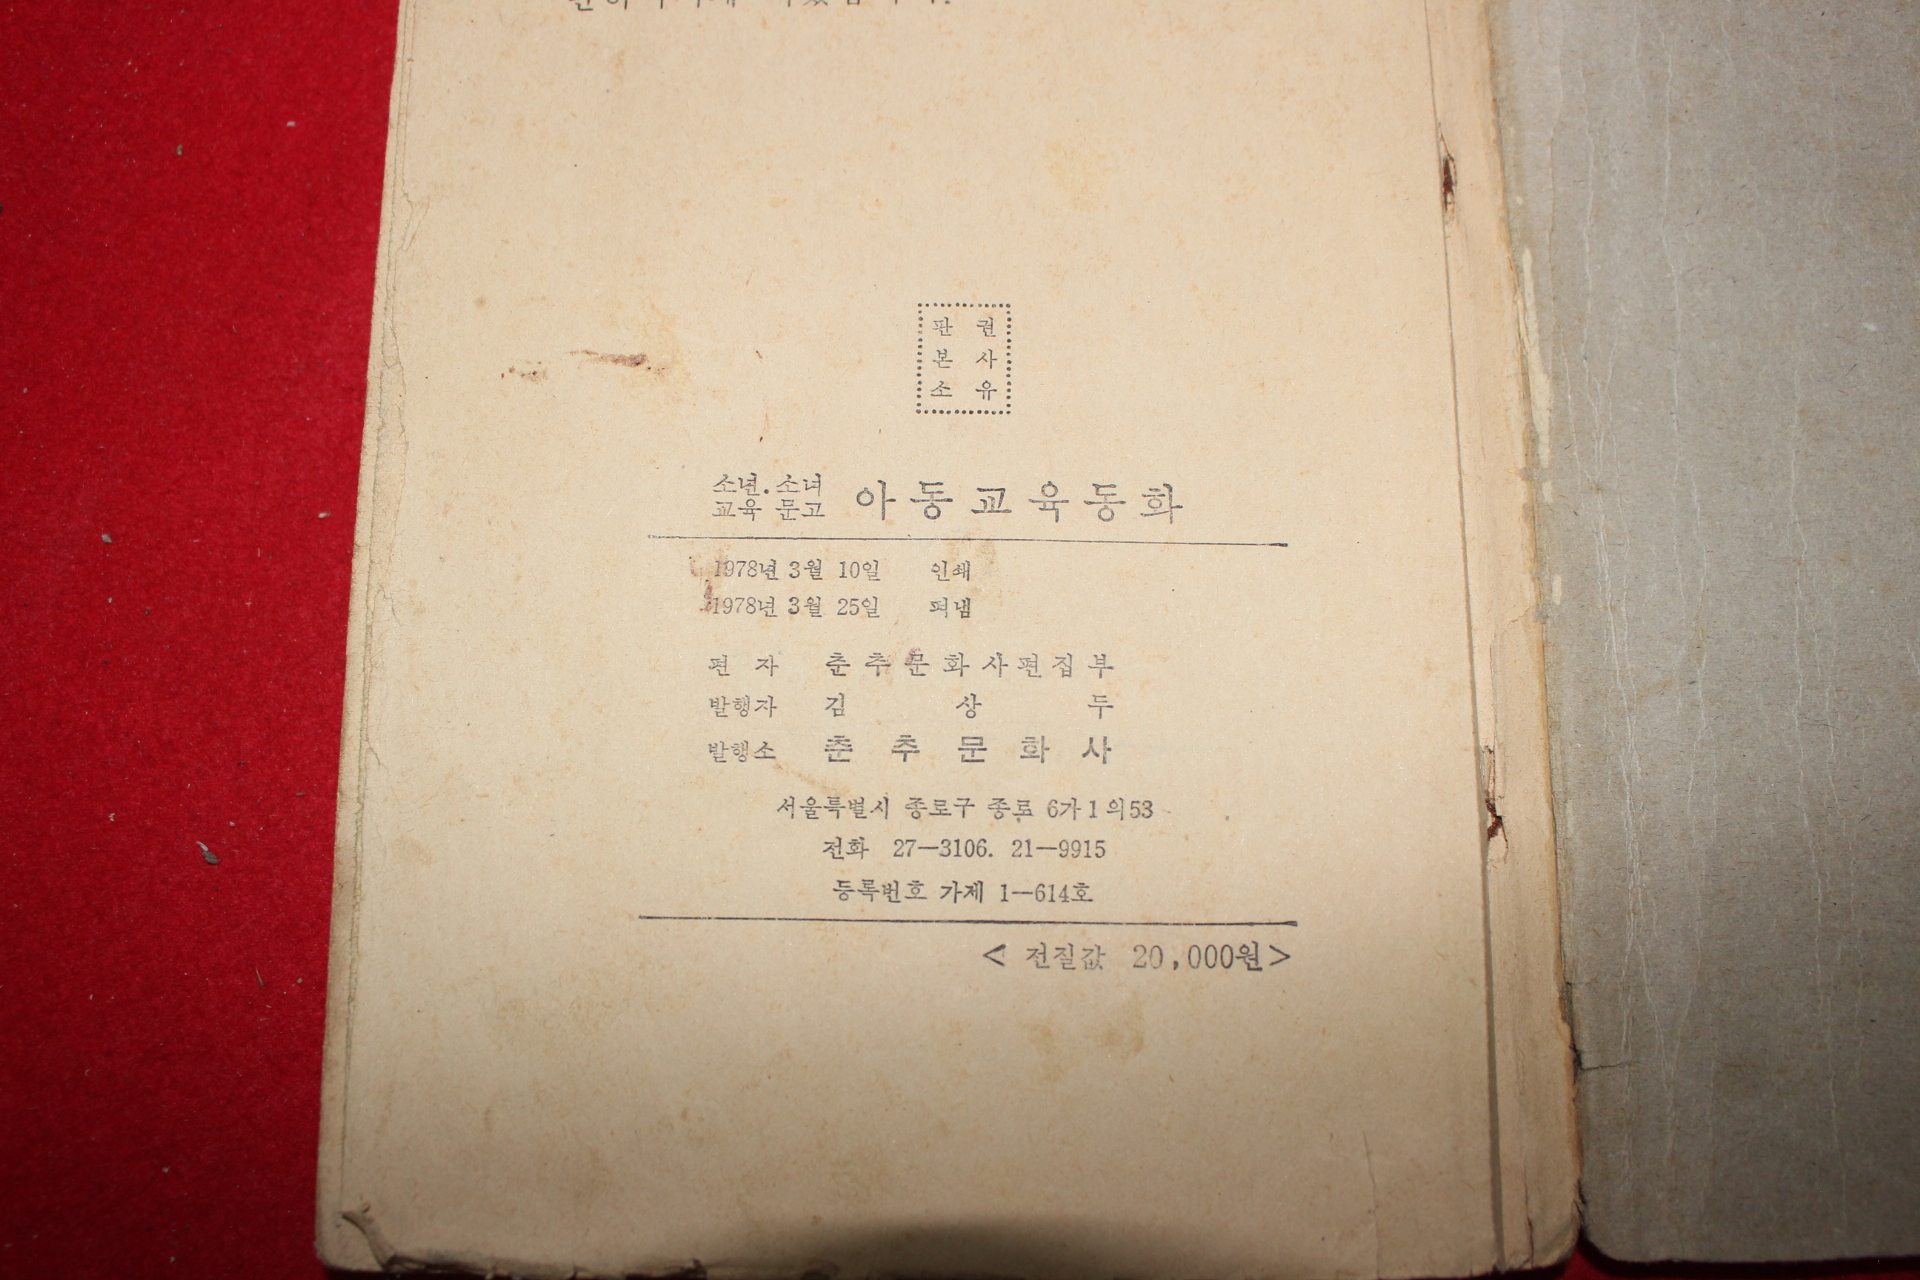 판 권
본 사
소 유
소년·소녀
교육 문고 아동교육동화
1978년 3월 10일 인쇄
1978년 3월 25일 펴냄
편 자 춘추문화사편집부
발행자 김 상 두
발행소 춘 추 문 화 사
서울특별시 종로구 종로 6가 1의53
전화 27—3106. 21—9915
등록번호 가제 1—614호
< 전질값 20,000원>